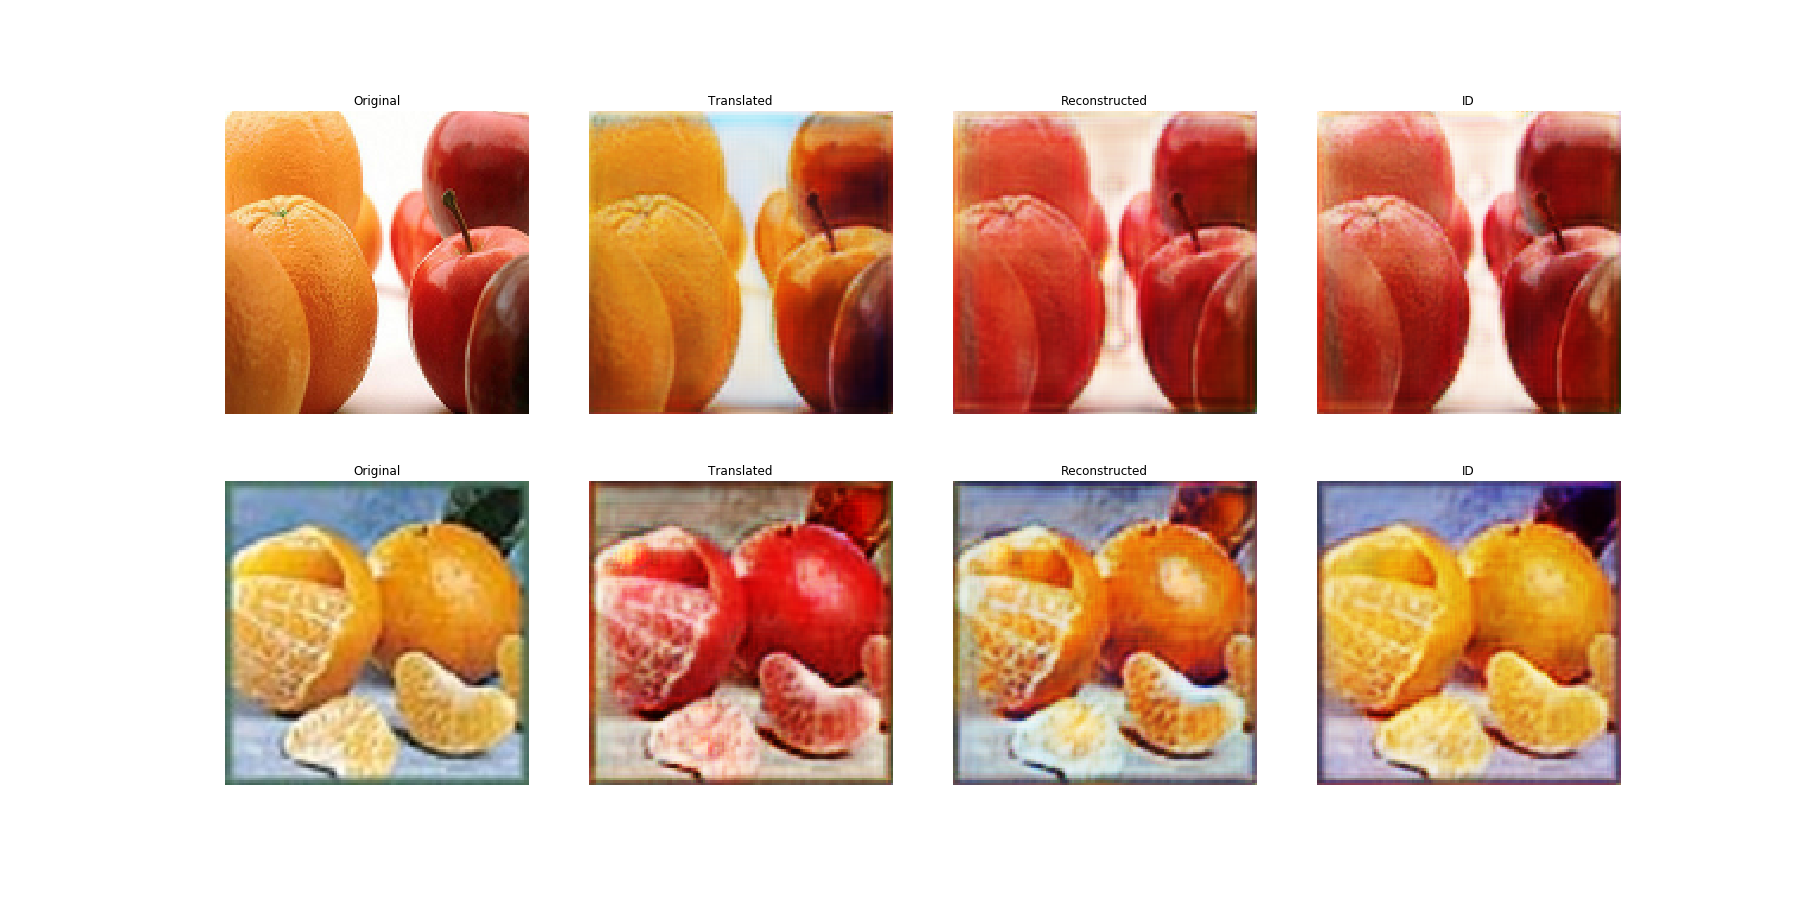 Original
Translated
Reconstructed
ID
Original
Translated
Reconstructed
ID